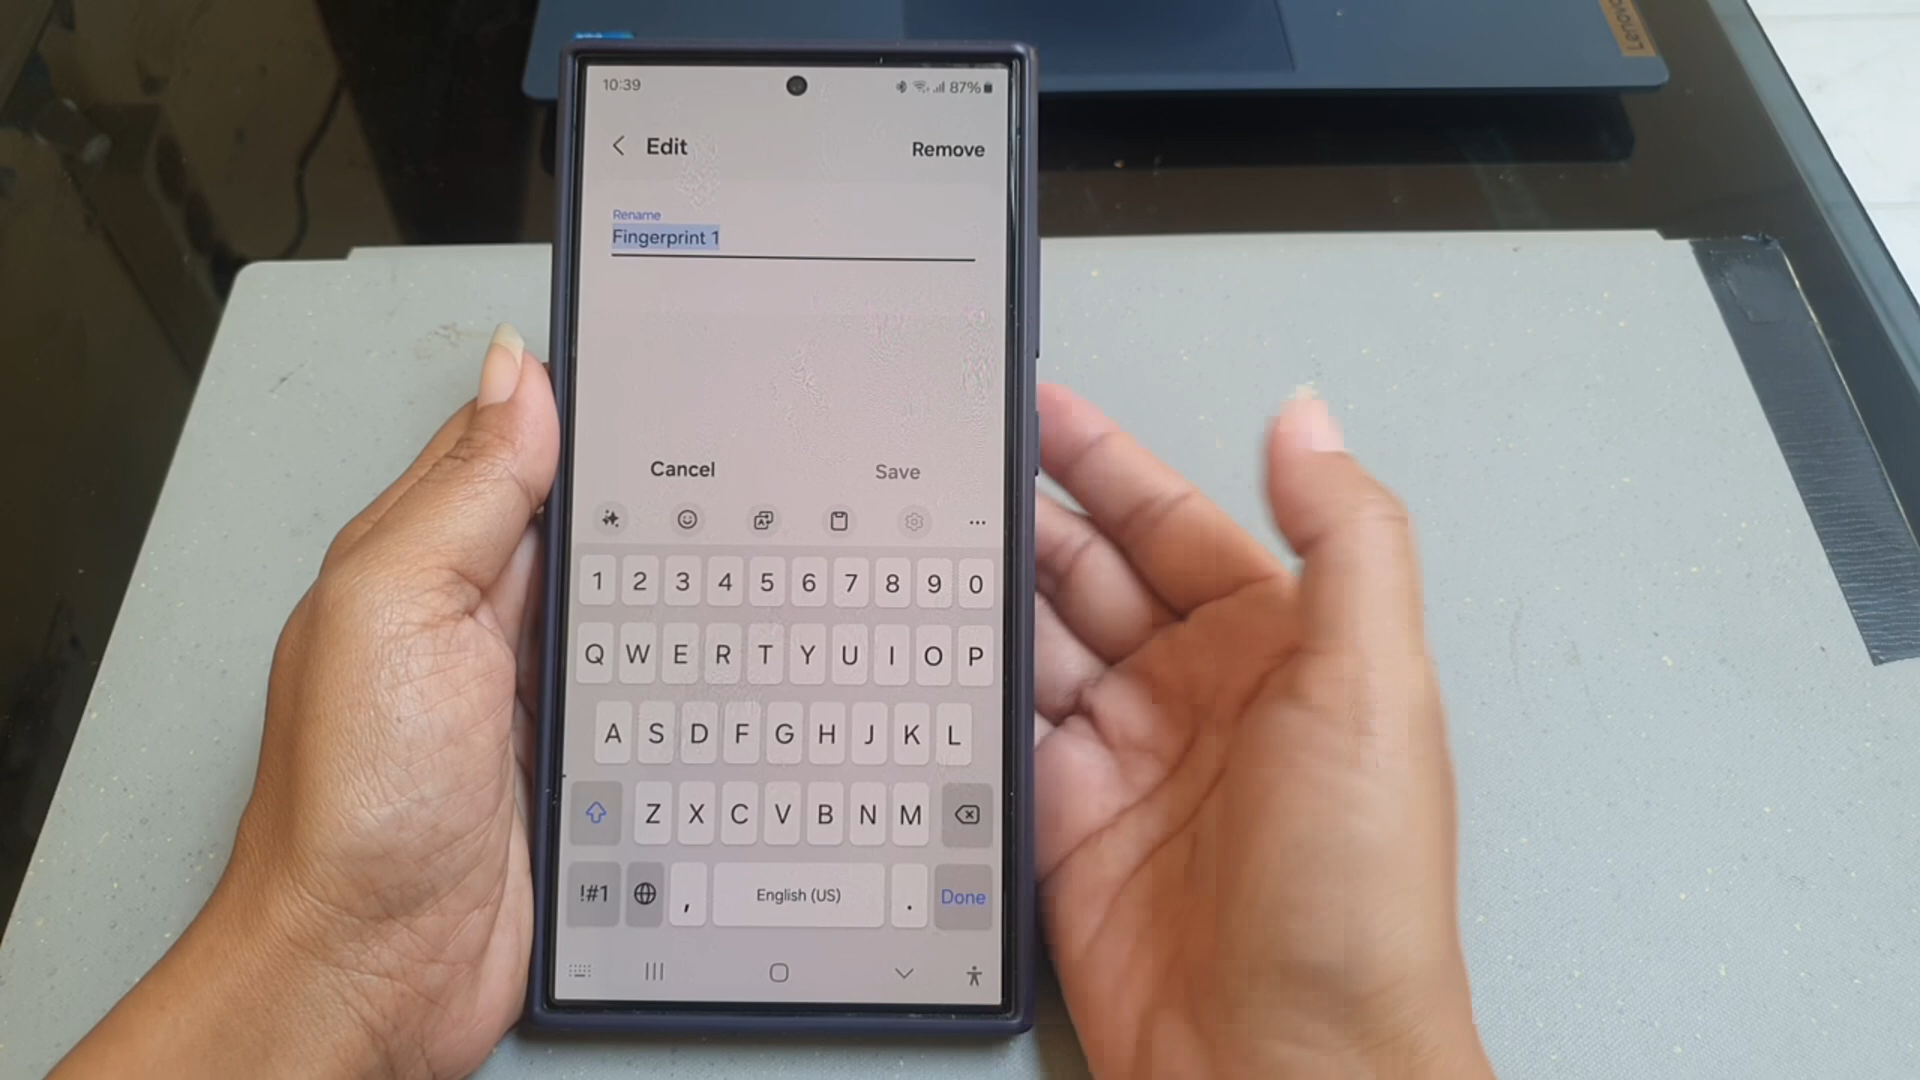 Lenovo
10:39
87%
Edit
Remove
Rename
Fingerprint 1
Cancel
Save
1 2 3 4 5 6 7 8 9 0
Q W E R T Y U I O P
A S D F G H J K L
Z X C V B N M
!#1 , English (US) . Done